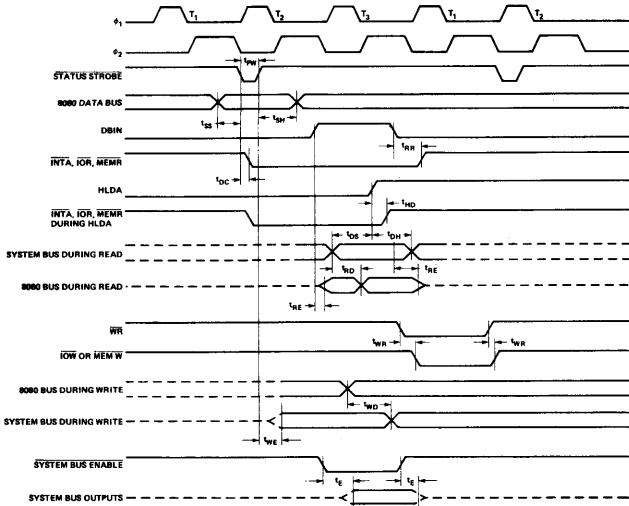 ϕ1 T1 T2 T3 T1 T2
ϕ2
tPW
STATUS STROBE
8080 DATA BUS
tSS tSH
DBIN
tRR
INTA, IOR, MEMR
tDC
HLDA
tHD
INTA, IOR, MEMR
DURING HLDA
tDS tDH
SYSTEM BUS DURING READ
tRD tRE
8080 BUS DURING READ
tRE
WR
tWR tWR
IOW OR MEM W
8080 BUS DURING WRITE
tWD
SYSTEM BUS DURING WRITE
tWE
SYSTEM BUS ENABLE
tE tE
SYSTEM BUS OUTPUTS